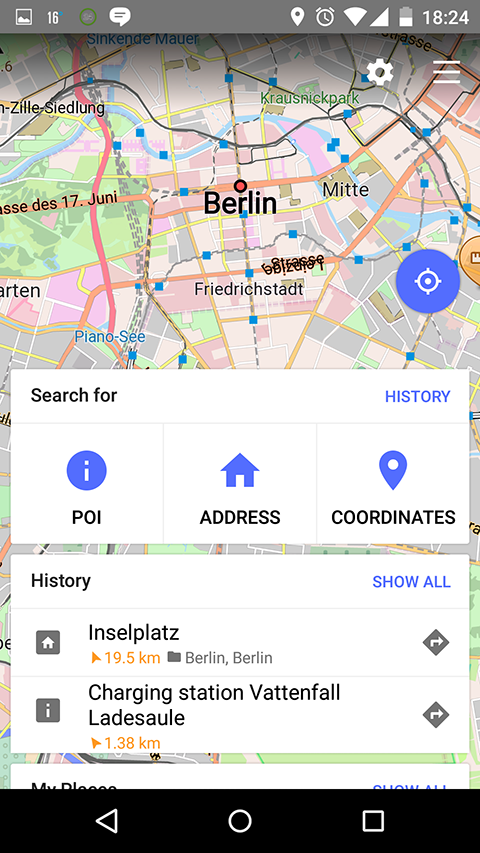 16°
18:24
Sinkende Mauer
Krausnickpark
n-Zille-Siedlung
Mitte
Berlin
asse des 17. Juni
Strasse
Leipziger
arten
Friedrichstadt
Piano-See
Search for
HISTORY
POI
ADDRESS
COORDINATES
History
SHOW ALL
Inselplatz
19.5 km Berlin, Berlin
Charging station Vattenfall
Ladesaule
1.38 km
My Places
SHOW ALL